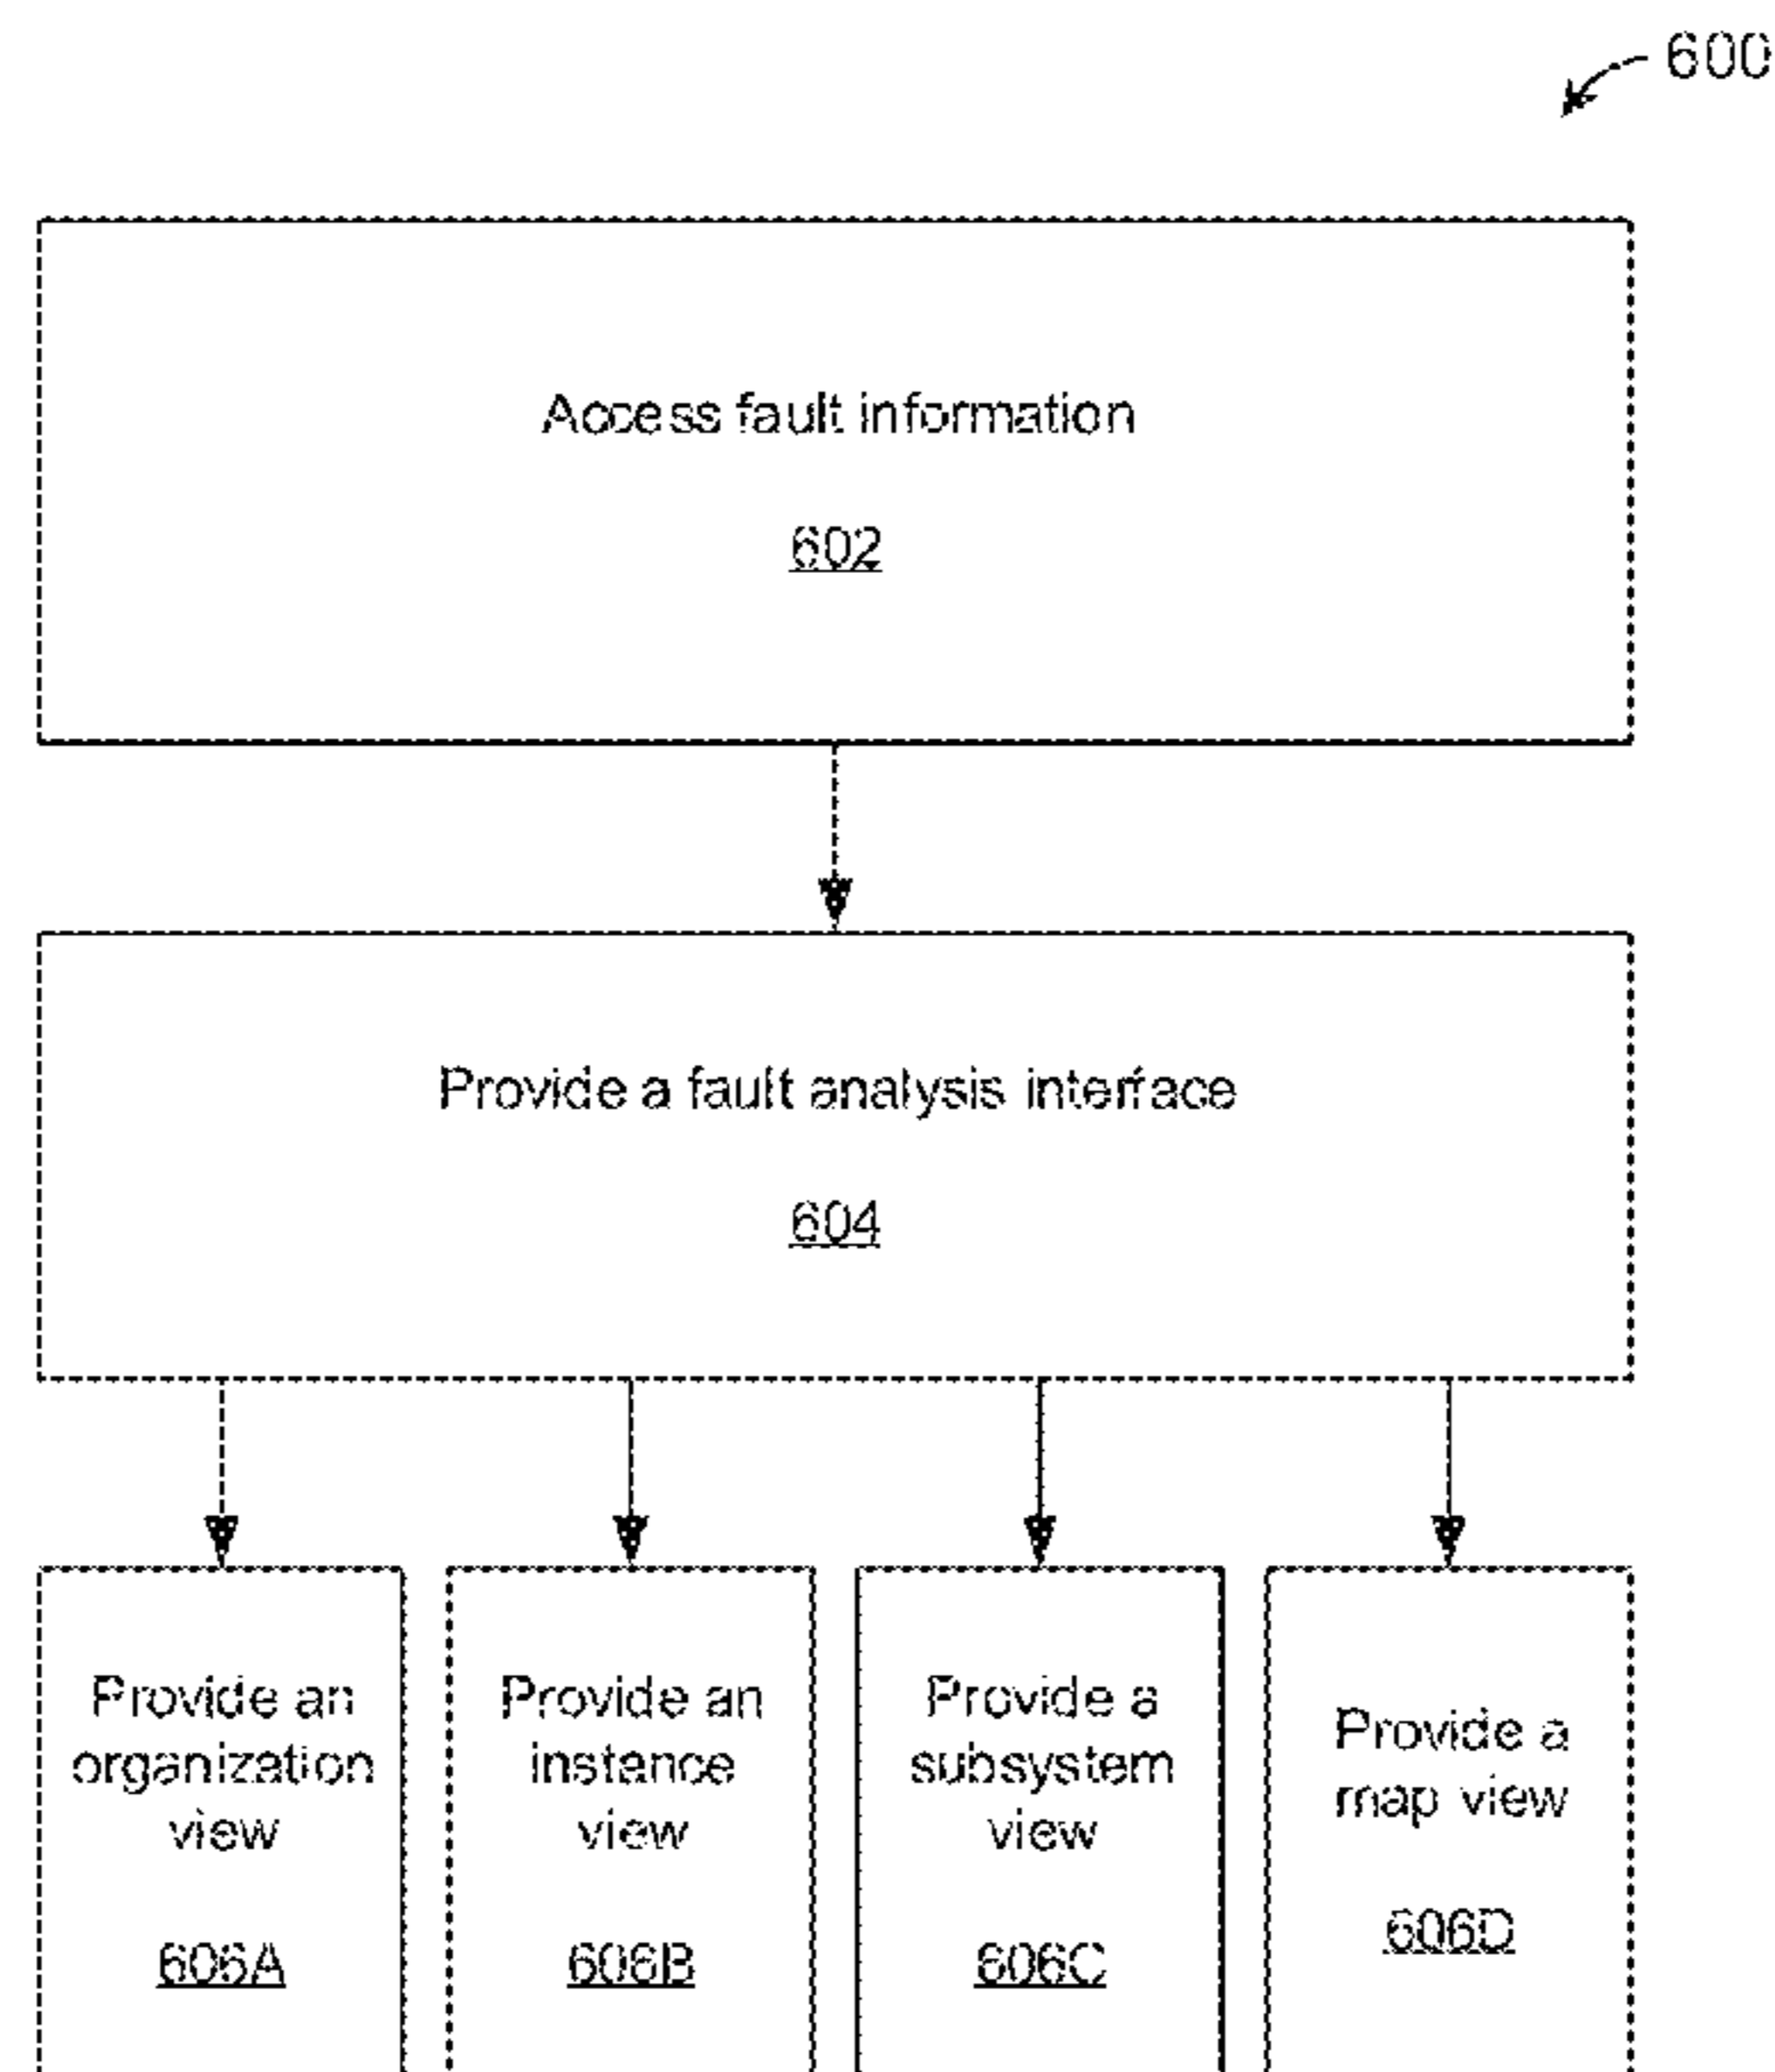 600
Access fault information
602
Provide a fault analysis interface
604
Provide an
organization
view
606A
Provide an
instance
view
606B
Provide a
subsystem
view
606C
Provide a
map view
606D